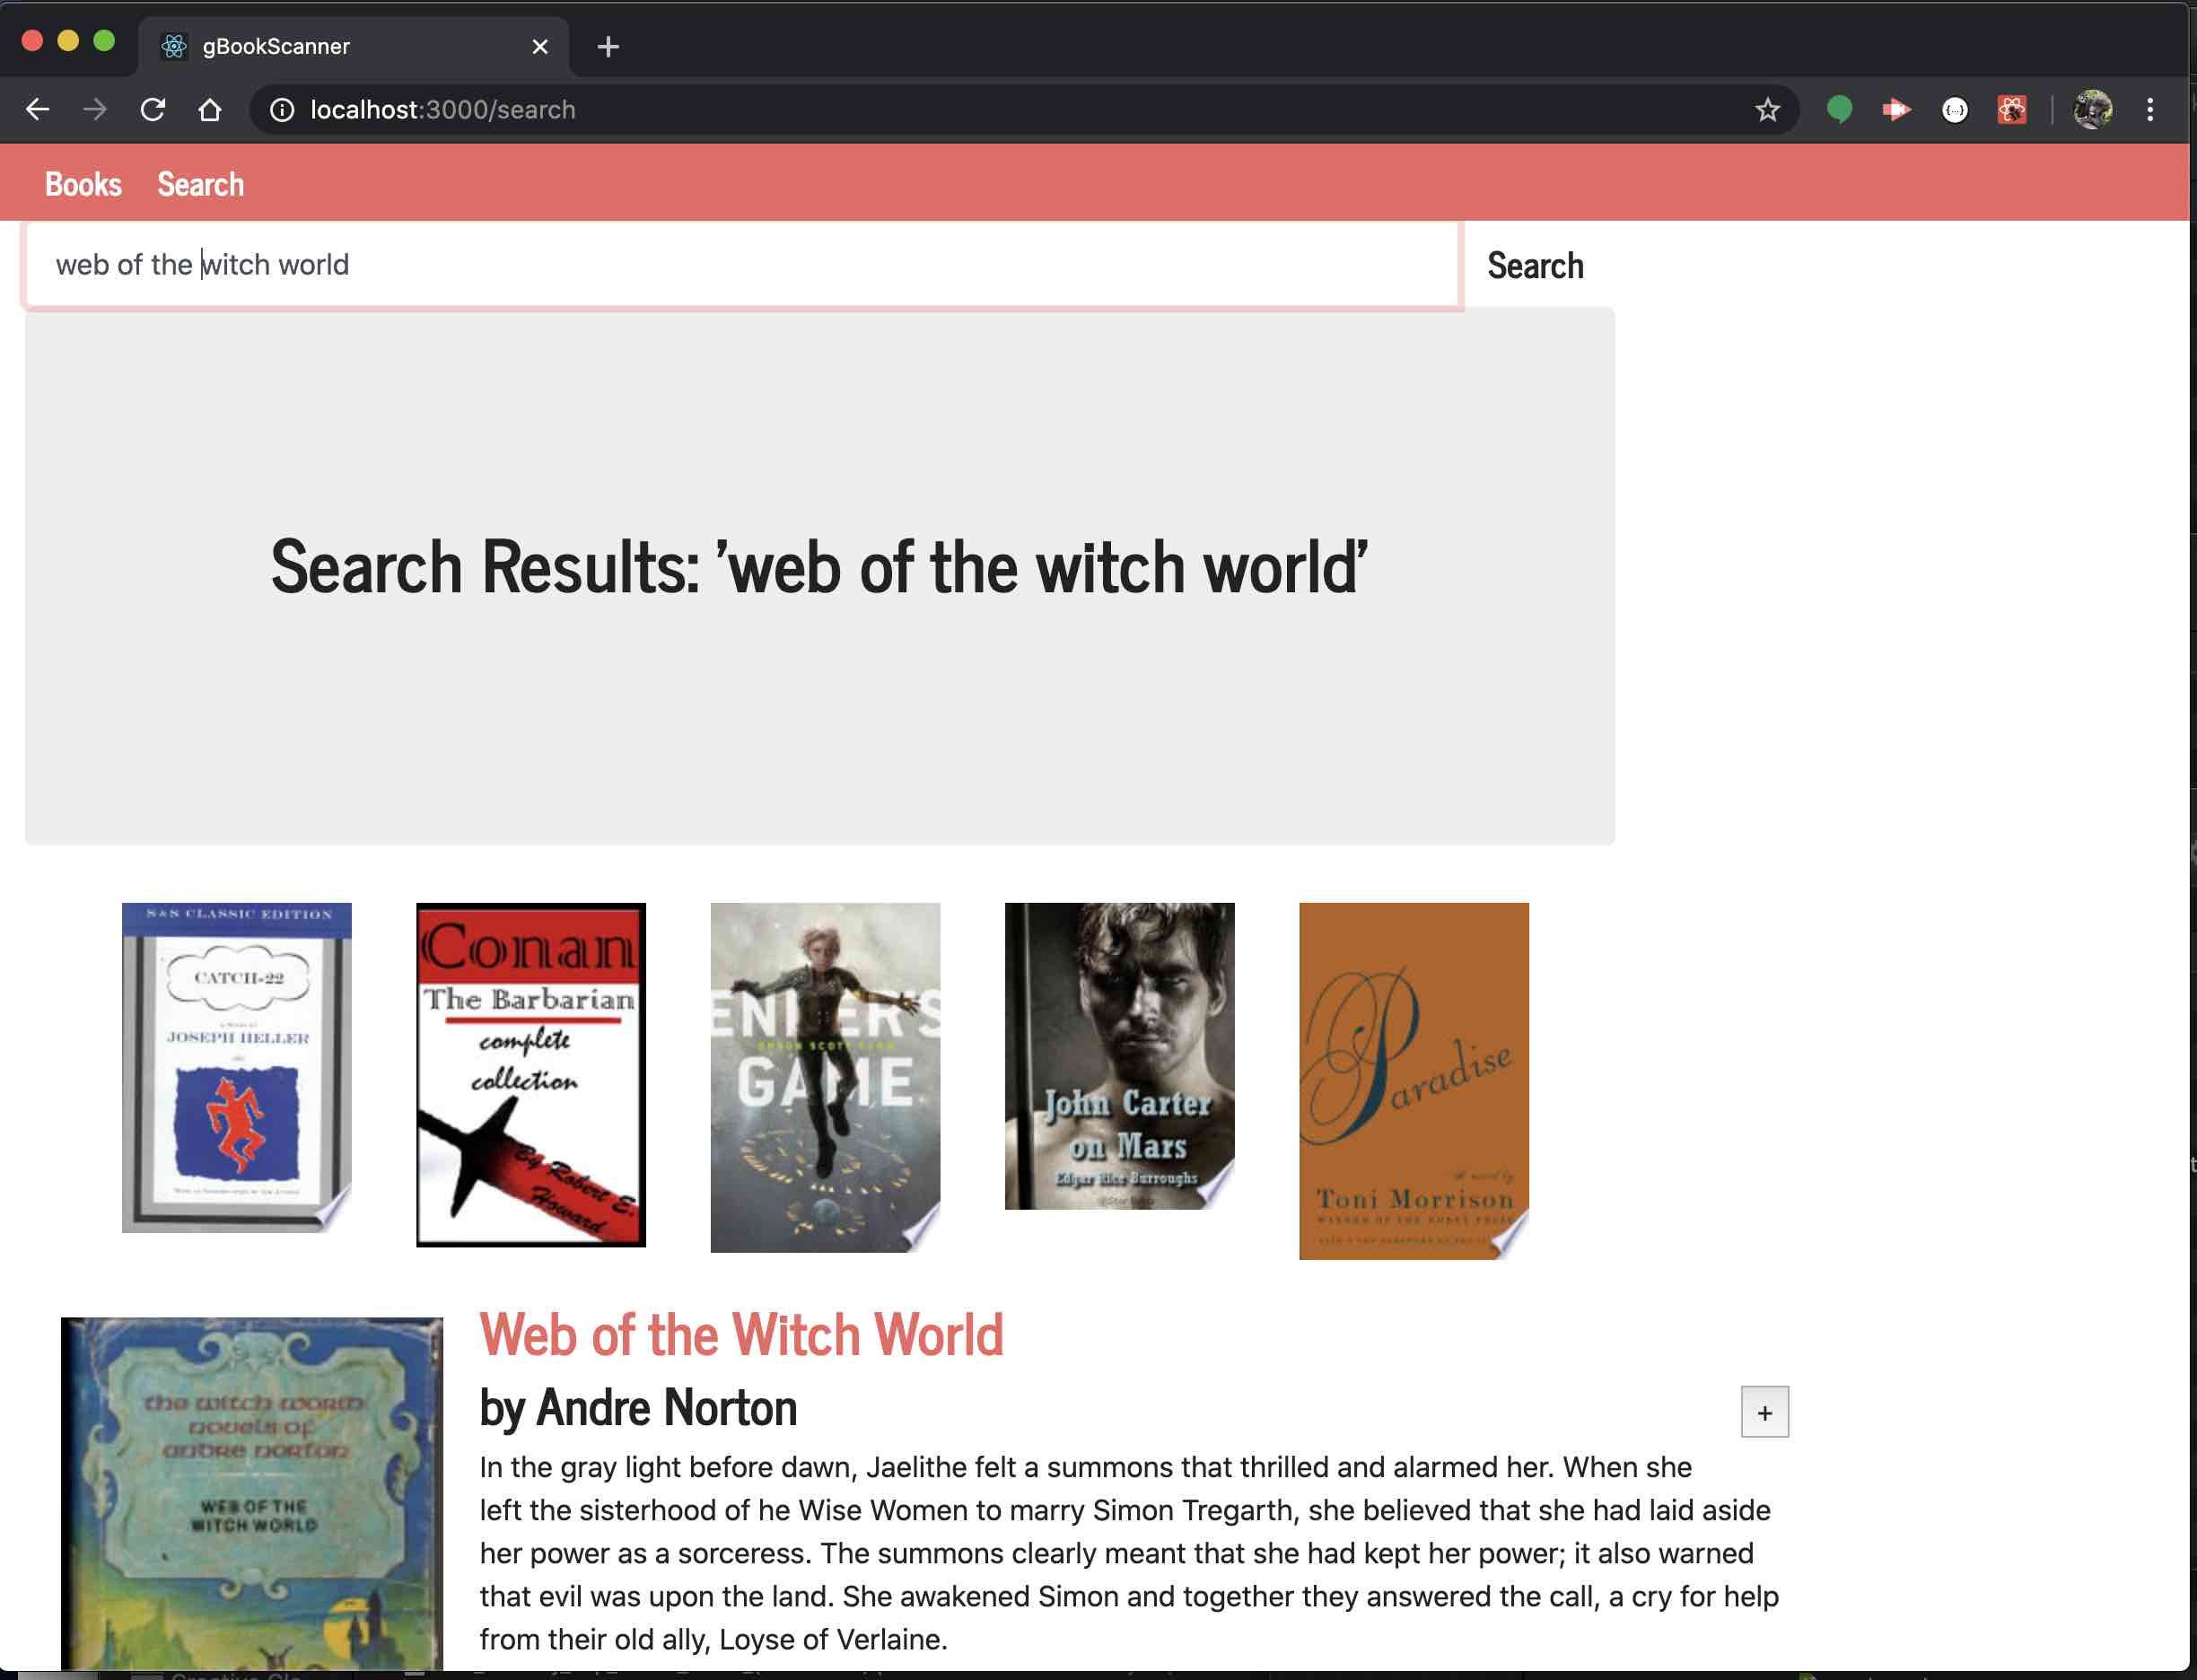 gBookScanner
localhost:3000/search
Books Search
web of the witch world
Search
Search Results: 'web of the witch world'
S&S CLASSIC EDITION
CATCH-22
JOSEPH HELLER
Conan
The Barbarian
complete
collection
By Robert E.
Howard
ENDER'S
ORSON SCOTT CARD
GAME
John Carter
on Mars
Edgar Rice Burroughs
Paradise
a novel by
Toni Morrison
WINNER OF THE NOBEL PRIZE
Web of the Witch World
by Andre Norton
+
the witch world
novels of
andre norton
WEB OF THE
WITCH WORLD
In the gray light before dawn, Jaelithe felt a summons that thrilled and alarmed her. When she
left the sisterhood of he Wise Women to marry Simon Tregarth, she believed that she had laid aside
her power as a sorceress. The summons clearly meant that she had kept her power; it also warned
that evil was upon the land. She awakened Simon and together they answered the call, a cry for help
from their old ally, Loyse of Verlaine.